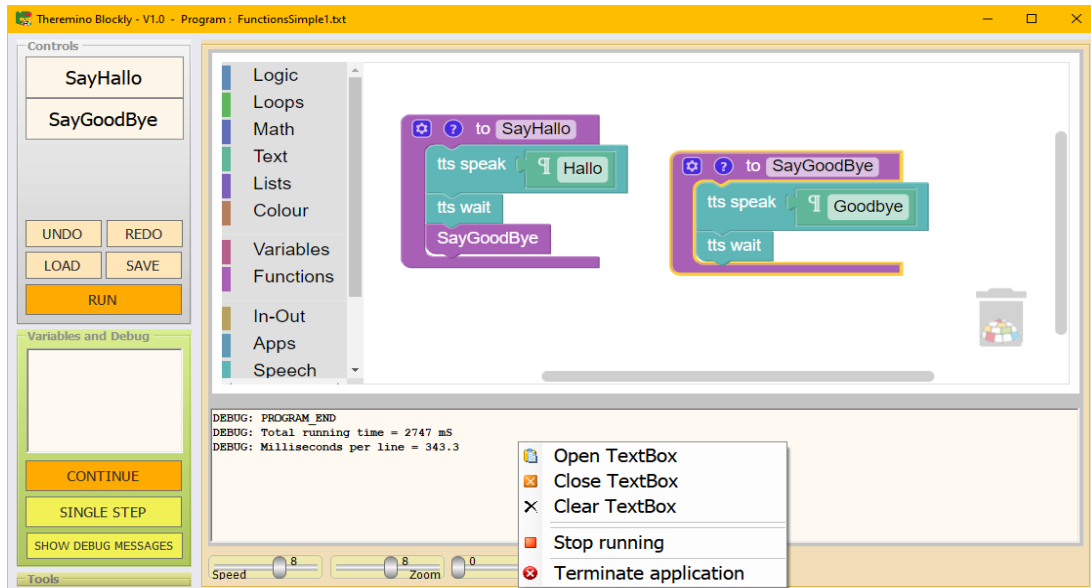 Theremino Blockly - V1.0 - Program : FunctionsSimple1.txt
Controls
SayHallo
SayGoodBye
UNDO REDO
LOAD SAVE
RUN
Variables and Debug
CONTINUE
SINGLE STEP
SHOW DEBUG MESSAGES
Tools
Logic
Loops
Math
Text
Lists
Colour
Variables
Functions
In-Out
Apps
Speech
? to SayHallo
tts speak ¶ Hallo
tts wait
SayGoodBye
? to SayGoodBye
tts speak ¶ Goodbye
tts wait
DEBUG: PROGRAM_END
DEBUG: Total running time = 2747 mS
DEBUG: Milliseconds per line = 343.3
Open TextBox
Close TextBox
Clear TextBox
Stop running
Terminate application
Speed 8
Zoom 8
0